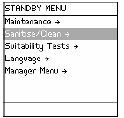 STANDBY MENU
Maintenance →
Sanitise/Clean →
Suitability Tests →
Language →
Manager Menu →